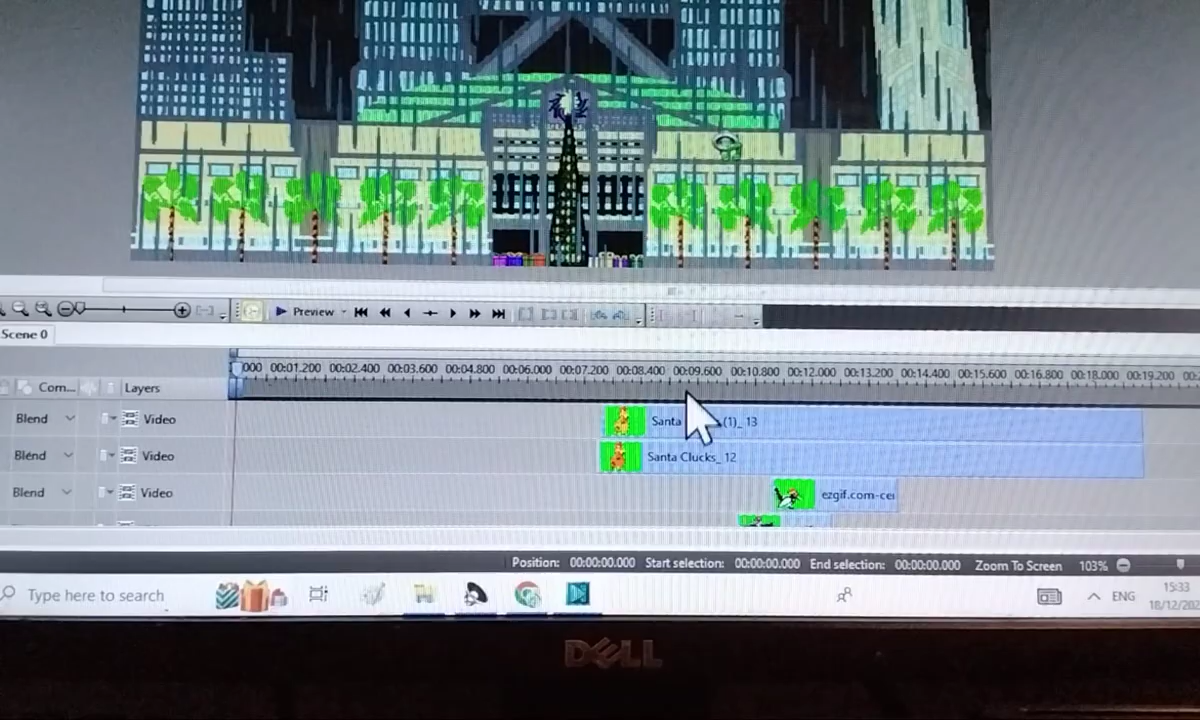 Preview
Scene 0
000 00:01.200 00:02.400 00:03.600 00:04.800 00:06.000 00:07.200 00:08.400 00:09.600 00:10.800 00:12.000 00:13.200 00:14.400 00:15.600 00:16.800 00:18.000 00:19.200
Com... Layers
Blend Video Santa (1)_ 13
Blend Video Santa Clucks_ 12
Blend Video ezgif.com-cei
Position: 00:00:00.000 Start selection: 00:00:00.000 End selection: 00:00:00.000 Zoom To Screen 103%
Type here to search
ENG
15:33
18/12/202
DELL